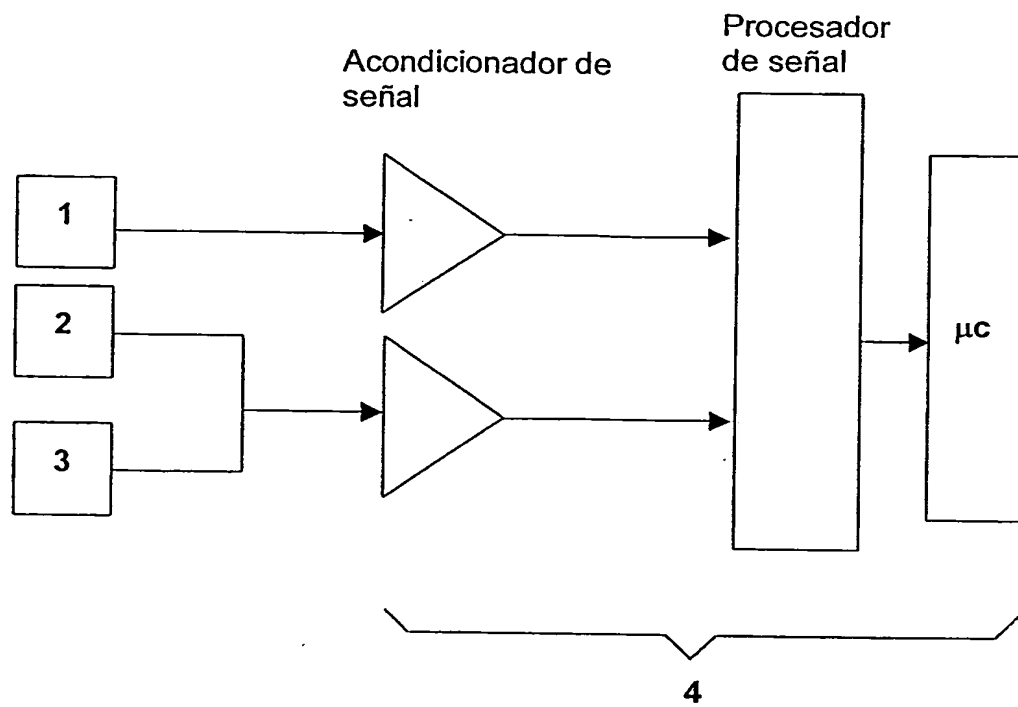 Procesador
de señal
Acondicionador de
señal
1
2
3
µc
4